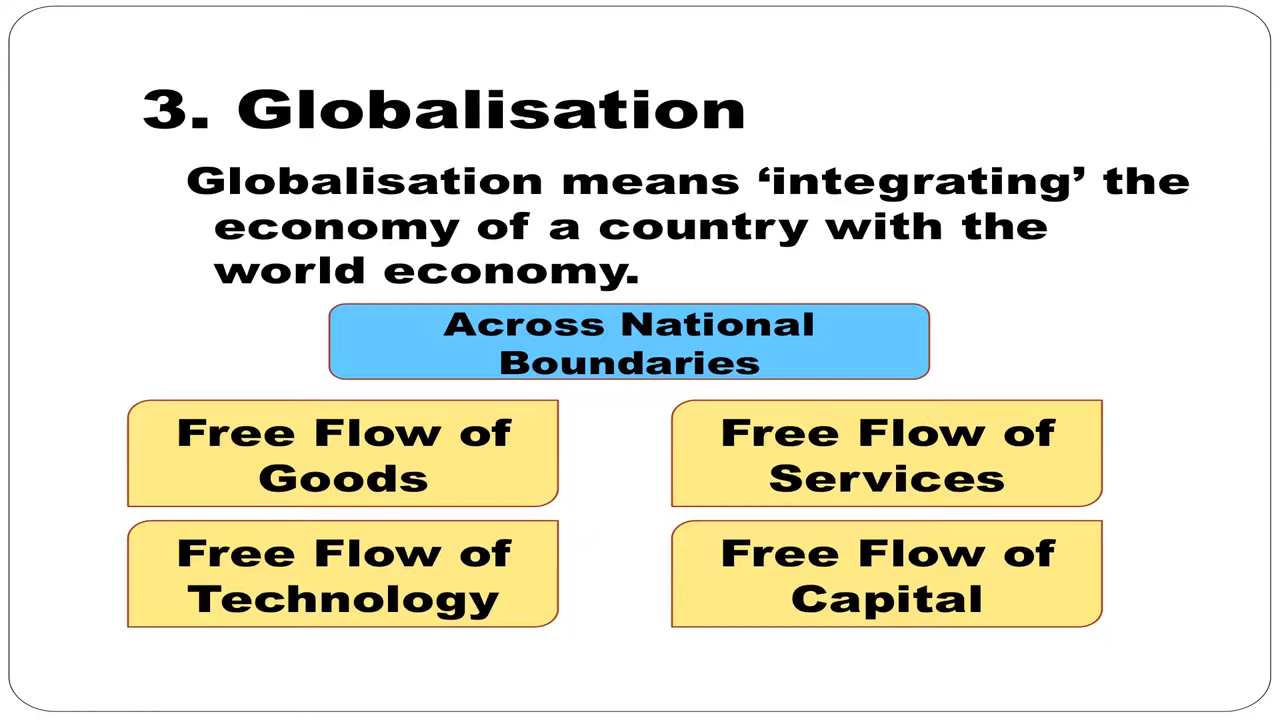 3. Globalisation
Globalisation means ‘integrating’ the
economy of a country with the
world economy.
Across National
Boundaries
Free Flow of
Goods
Free Flow of
Services
Free Flow of
Technology
Free Flow of
Capital